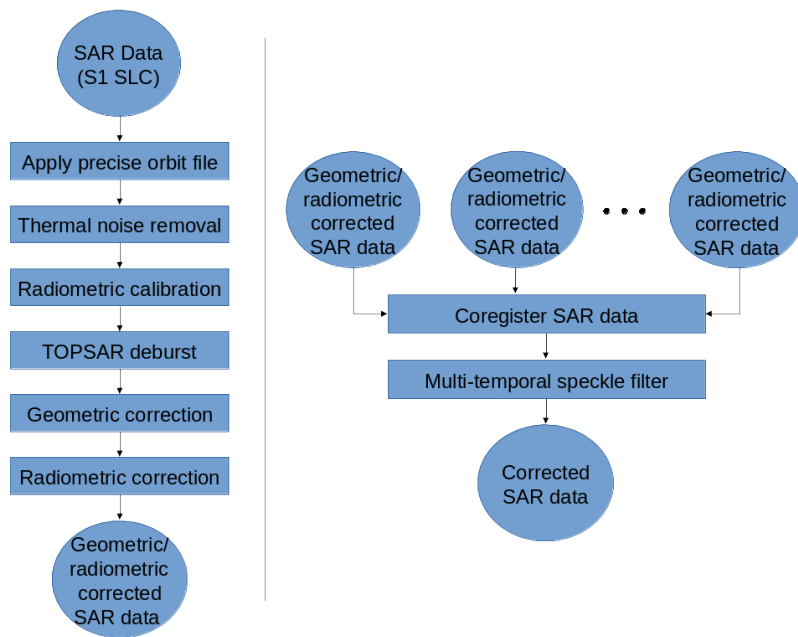 SAR Data
(S1 SLC)
Apply precise orbit file
Thermal noise removal
Radiometric calibration
TOPSAR deburst
Geometric correction
Radiometric correction
Geometric/
radiometric
corrected
SAR data
Geometric/
radiometric
corrected
SAR data
Geometric/
radiometric
corrected
SAR data
Geometric/
radiometric
corrected
SAR data
Coregister SAR data
Multi-temporal speckle filter
Corrected
SAR data